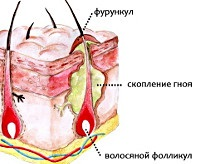 фурункул
скопление гноя
волосяной фолликул